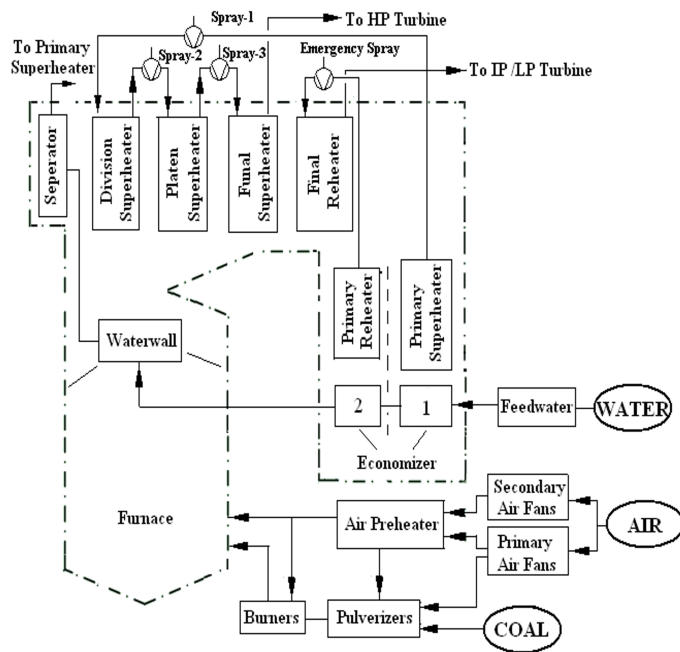 Spray-1
To HP Turbine
To Primary
Superheater
Spray-2
Spray-3
Emergency Spray
To IP /LP Turbine
Seperator
Division
Superheater
Platen
Superheater
Funal
Superheater
Final
Reheater
Primary
Reheater
Primary
Superheater
Waterwall
2
1
Feedwater
WATER
Economizer
Furnace
Air Preheater
Secondary
Air Fans
Primary
Air Fans
AIR
Burners
Pulverizers
COAL